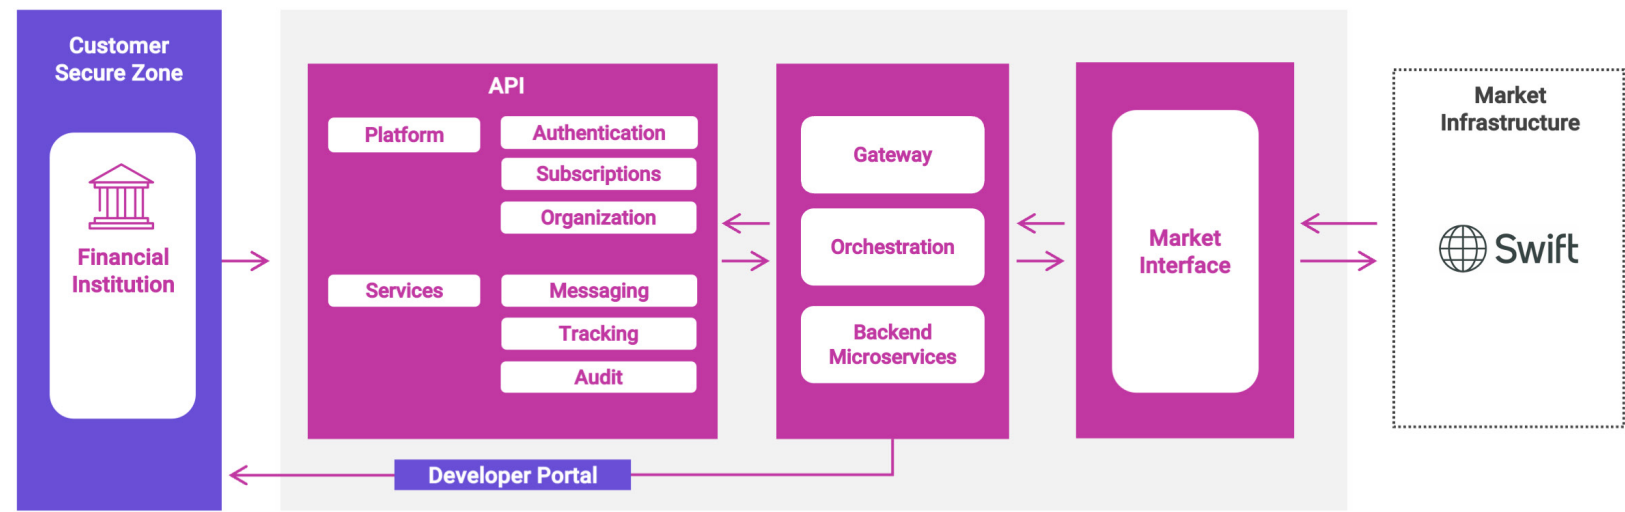 Customer
Secure Zone
Financial
Institution
API
Platform
Authentication
Subscriptions
Organization
Services
Messaging
Tracking
Audit
Gateway
Orchestration
Backend
Microservices
Market
Interface
Market
Infrastructure
Swift
Developer Portal